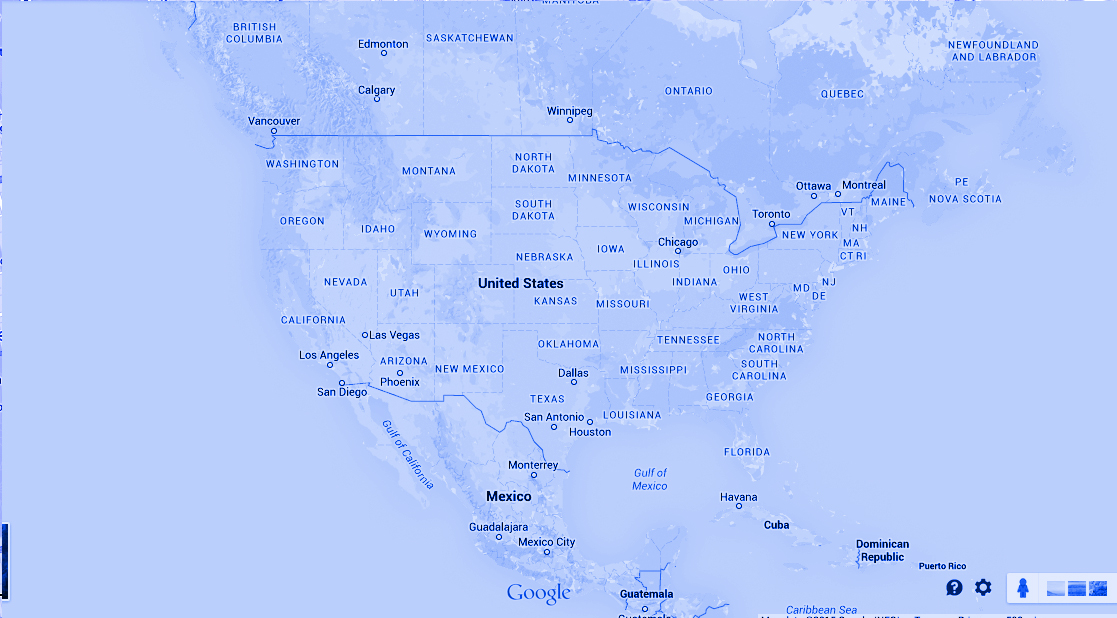 MANITOBA
BRITISH
COLUMBIA
Edmonton
SASKATCHEWAN
NEWFOUNDLAND
AND LABRADOR
Calgary
ONTARIO
QUEBEC
Winnipeg
Vancouver
WASHINGTON
MONTANA
NORTH
DAKOTA
MINNESOTA
Ottawa
Montreal
MAINE
PE
NOVA SCOTIA
OREGON
IDAHO
WYOMING
SOUTH
DAKOTA
WISCONSIN
MICHIGAN
Toronto
VT
NH
NEW YORK
MA
CT RI
Chicago
IOWA
NEBRASKA
ILLINOIS
INDIANA
OHIO
NEVADA
UTAH
United States
KANSAS
MISSOURI
WEST
VIRGINIA
MD
DE
NJ
CALIFORNIA
Las Vegas
Los Angeles
ARIZONA
Phoenix
NEW MEXICO
OKLAHOMA
TENNESSEE
NORTH
CAROLINA
SOUTH
CAROLINA
San Diego
Dallas
MISSISSIPPI
TEXAS
GEORGIA
San Antonio
Houston
LOUISIANA
Gulf of California
Monterrey
Gulf of
Mexico
FLORIDA
Mexico
Havana
Cuba
Guadalajara
Mexico City
Dominican
Republic
Puerto Rico
Google
Guatemala
Caribbean Sea